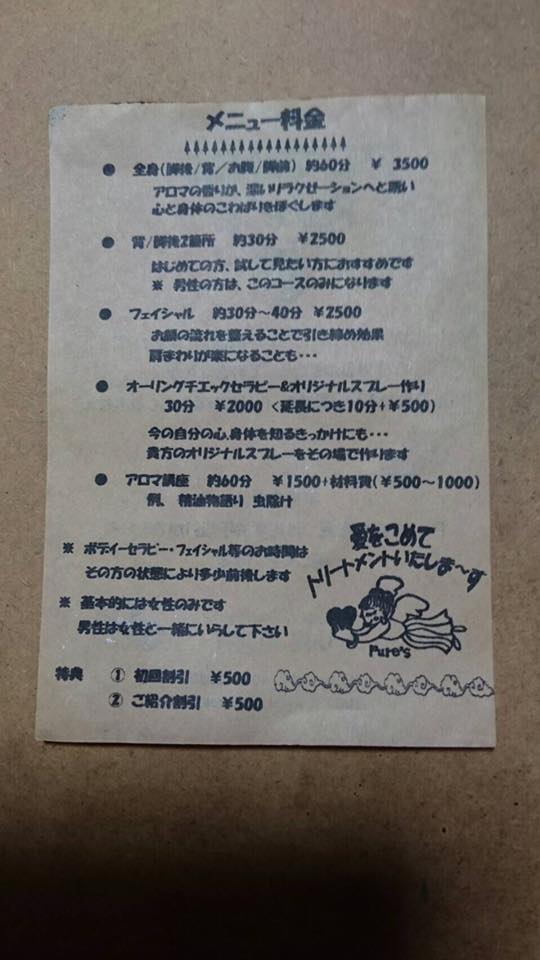 メニュー料金
● 全身(脚後/背/お腹/脚前) 約60分 ¥ 3500
アロマの香りが、深いリラクゼーションへと誘い
心と身体のこわばりをほぐします
● 背/脚後2箇所 約30分 ¥2500
はじめての方、試して見たい方におすすめです
※ 男性の方は、このコースのみになります
● フェイシャル 約30分~40分 ¥2500
お顔の流れを整えることで引き締め効果
肩まわりが楽になることも・・・
● オーリングチエックセラピー&オリジナルスプレー作り
30分 ¥2000 <延長につき10分+¥500〉
今の自分の心、身体を知るきっかけにも・・・
貴方のオリジナルスプレーをその場で作ります
● アロマ講座 約60分 ¥1500+材料費(¥500~1000)
例、 精油物語り 虫除け
※ ボディーセラピー・フェイシャル等のお時間は
その方の状態により多少前後します
※ 基本的には女性のみです
男性は女性と一緒にいらして下さい
愛をこめて
トリートメントいたしま~す
Pure's
特典 ① 初回割引 ¥500
② ご紹介割引 ¥500